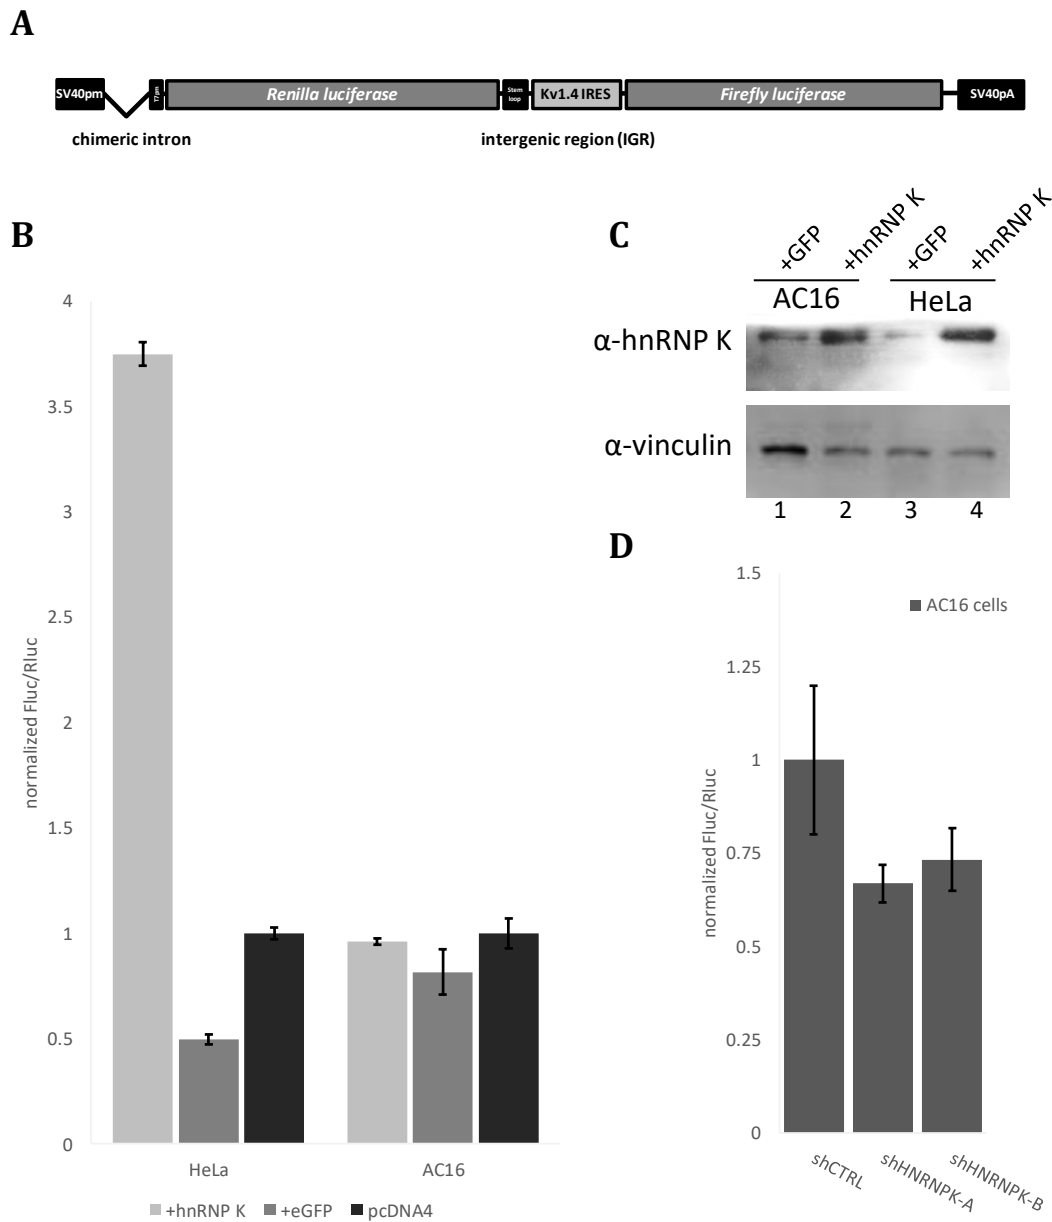 A
SV40pm
T7pm
Renilla luciferase
Stem
loop
Kv1.4 IRES
Firefly luciferase
SV40pA
chimeric intron
intergenic region (IGR)
B
4
3.5
3
2.5
2
1.5
1
0.5
0
normalized Fluc/Rluc
HeLa
AC16
+hnRNP K
+eGFP
pcDNA4
C
+GFP
+hnRNP K
+GFP
+hnRNP K
AC16
HeLa
α-hnRNP K
α-vinculin
1 2 3 4
D
1.5
1.25
1
0.75
0.5
0.25
0
normalized Fluc/Rluc
AC16 cells
shCTRL
shHNRNPK-A
shHNRNPK-B